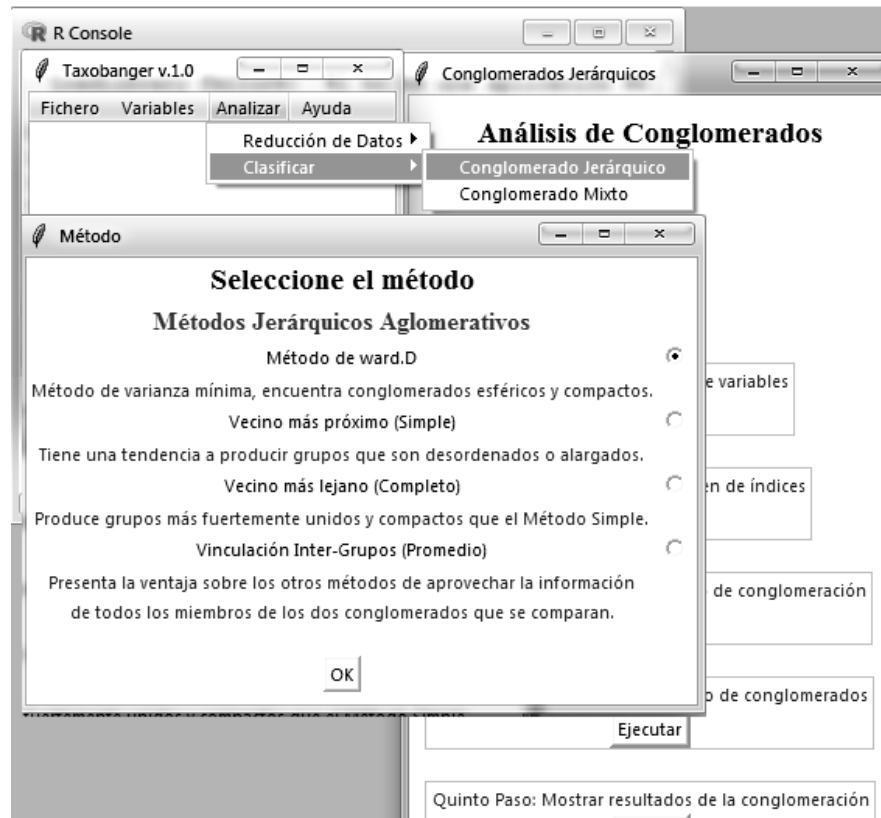 R Console
Taxobanger v.1.0
Conglomerados Jerárquicos
Fichero Variables Analizar Ayuda
Análisis de Conglomerados
Reducción de Datos
Clasificar
Conglomerado Jerárquico
Conglomerado Mixto
Método
Seleccione el método
Métodos Jerárquicos Aglomerativos
Método de ward.D
Método de varianza mínima, encuentra conglomerados esféricos y compactos.
Vecino más próximo (Simple)
Tiene una tendencia a producir grupos que son desordenados o alargados.
Vecino más lejano (Completo)
Produce grupos más fuertemente unidos y compactos que el Método Simple.
Vinculación Inter-Grupos (Promedio)
Presenta la ventaja sobre los otros métodos de aprovechar la información
de todos los miembros de los dos conglomerados que se comparan.
OK
variables
de índices
de conglomeración
de conglomerados
Ejecutar
Quinto Paso: Mostrar resultados de la conglomeración